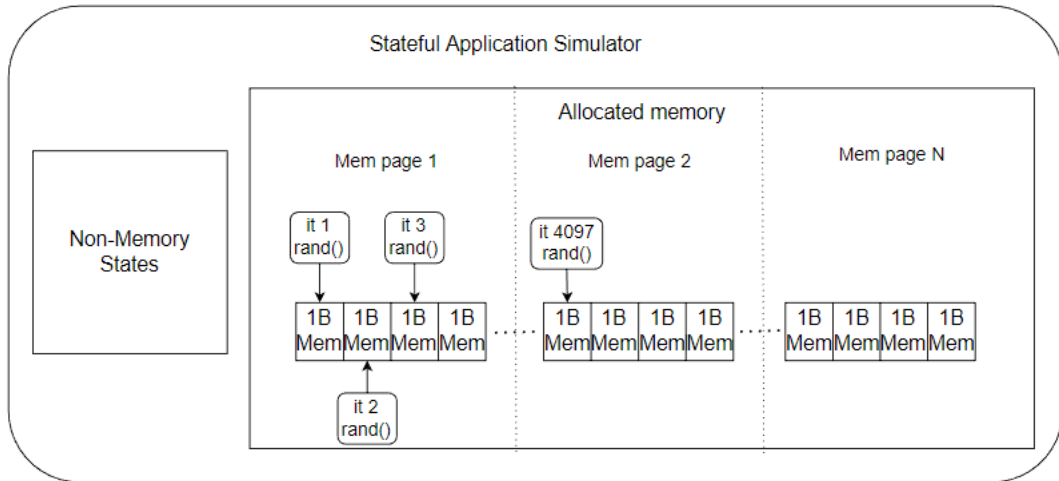 Stateful Application Simulator
Allocated memory
Mem page 1
Mem page 2
Mem page N
Non-Memory
States
it 1
rand()
it 3
rand()
it 4097
rand()
1B
Mem
1B
Mem
1B
Mem
1B
Mem
1B
Mem
1B
Mem
1B
Mem
1B
Mem
1B
Mem
1B
Mem
1B
Mem
1B
Mem
it 2
rand()